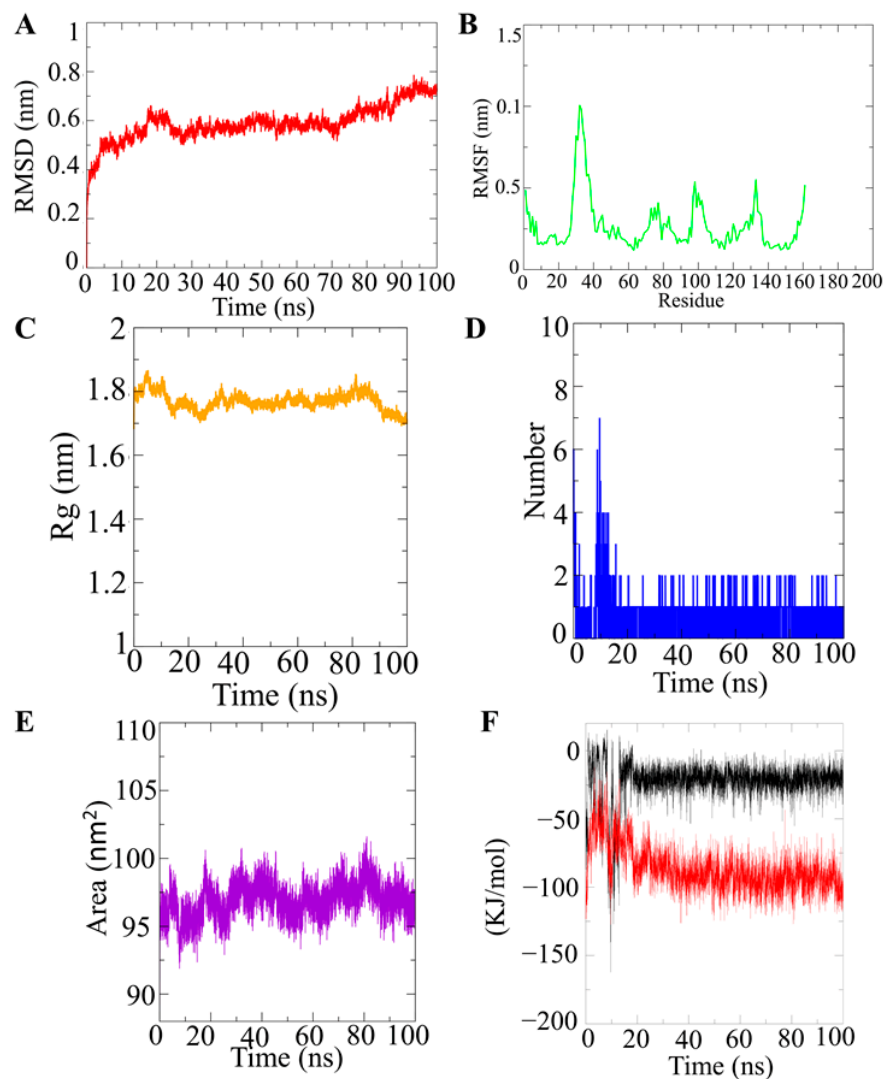 A
RMSD (nm)
1
0.8
0.6
0.4
0.2
0
0 10 20 30 40 50 60 70 80 90 100
Time (ns)
B
RMSF (nm)
1.5
0.1
0.5
0
0 20 40 60 80 100 120 140 160 180 200
Residue
C
Rg (nm)
2
1.8
1.6
1.4
1.2
1
0 20 40 60 80 100
Time (ns)
D
Number
10
8
6
4
2
0
0 20 40 60 80 100
Time (ns)
E
Area (nm²)
110
105
100
95
90
0 20 40 60 80 100
Time (ns)
F
(KJ/mol)
0
−50
−100
−150
−200
0 20 40 60 80 100
Time (ns)